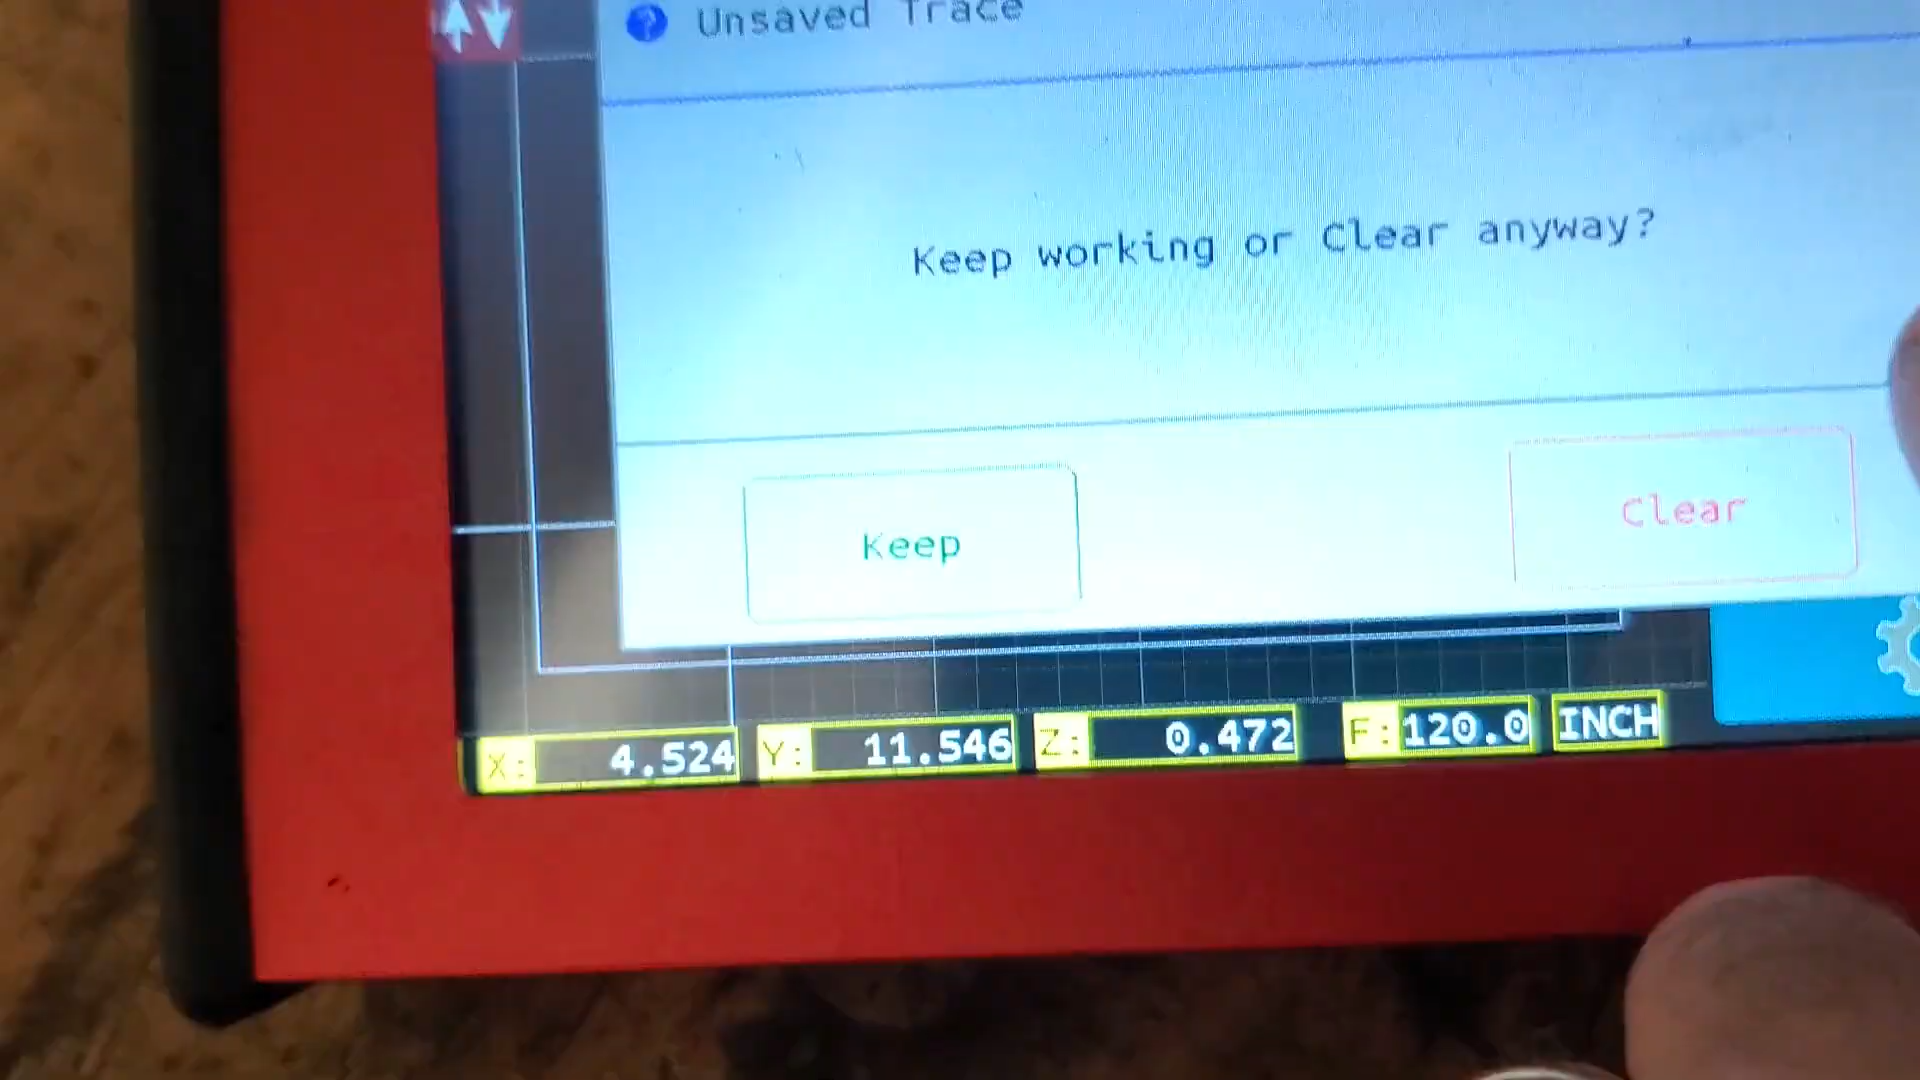 Unsaved Trace
Keep working or Clear anyway?
Keep Clear
X: 4.524 Y: 11.546 Z: 0.472 F: 120.0 INCH